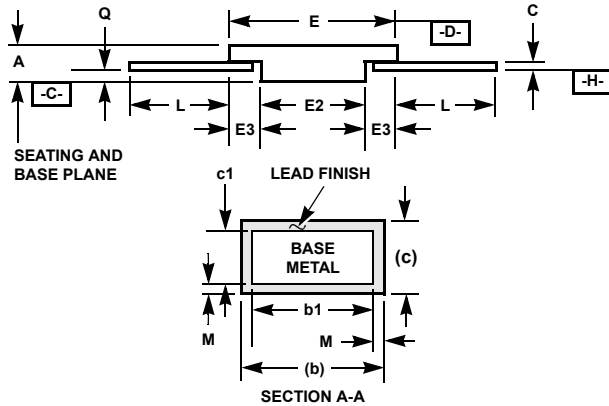 Q
E
-D-
C
A
-C-
-H-
L
E2
L
E3
E3
SEATING AND
BASE PLANE
c1
LEAD FINISH
BASE
METAL
(c)
M
b1
M
(b)
SECTION A-A